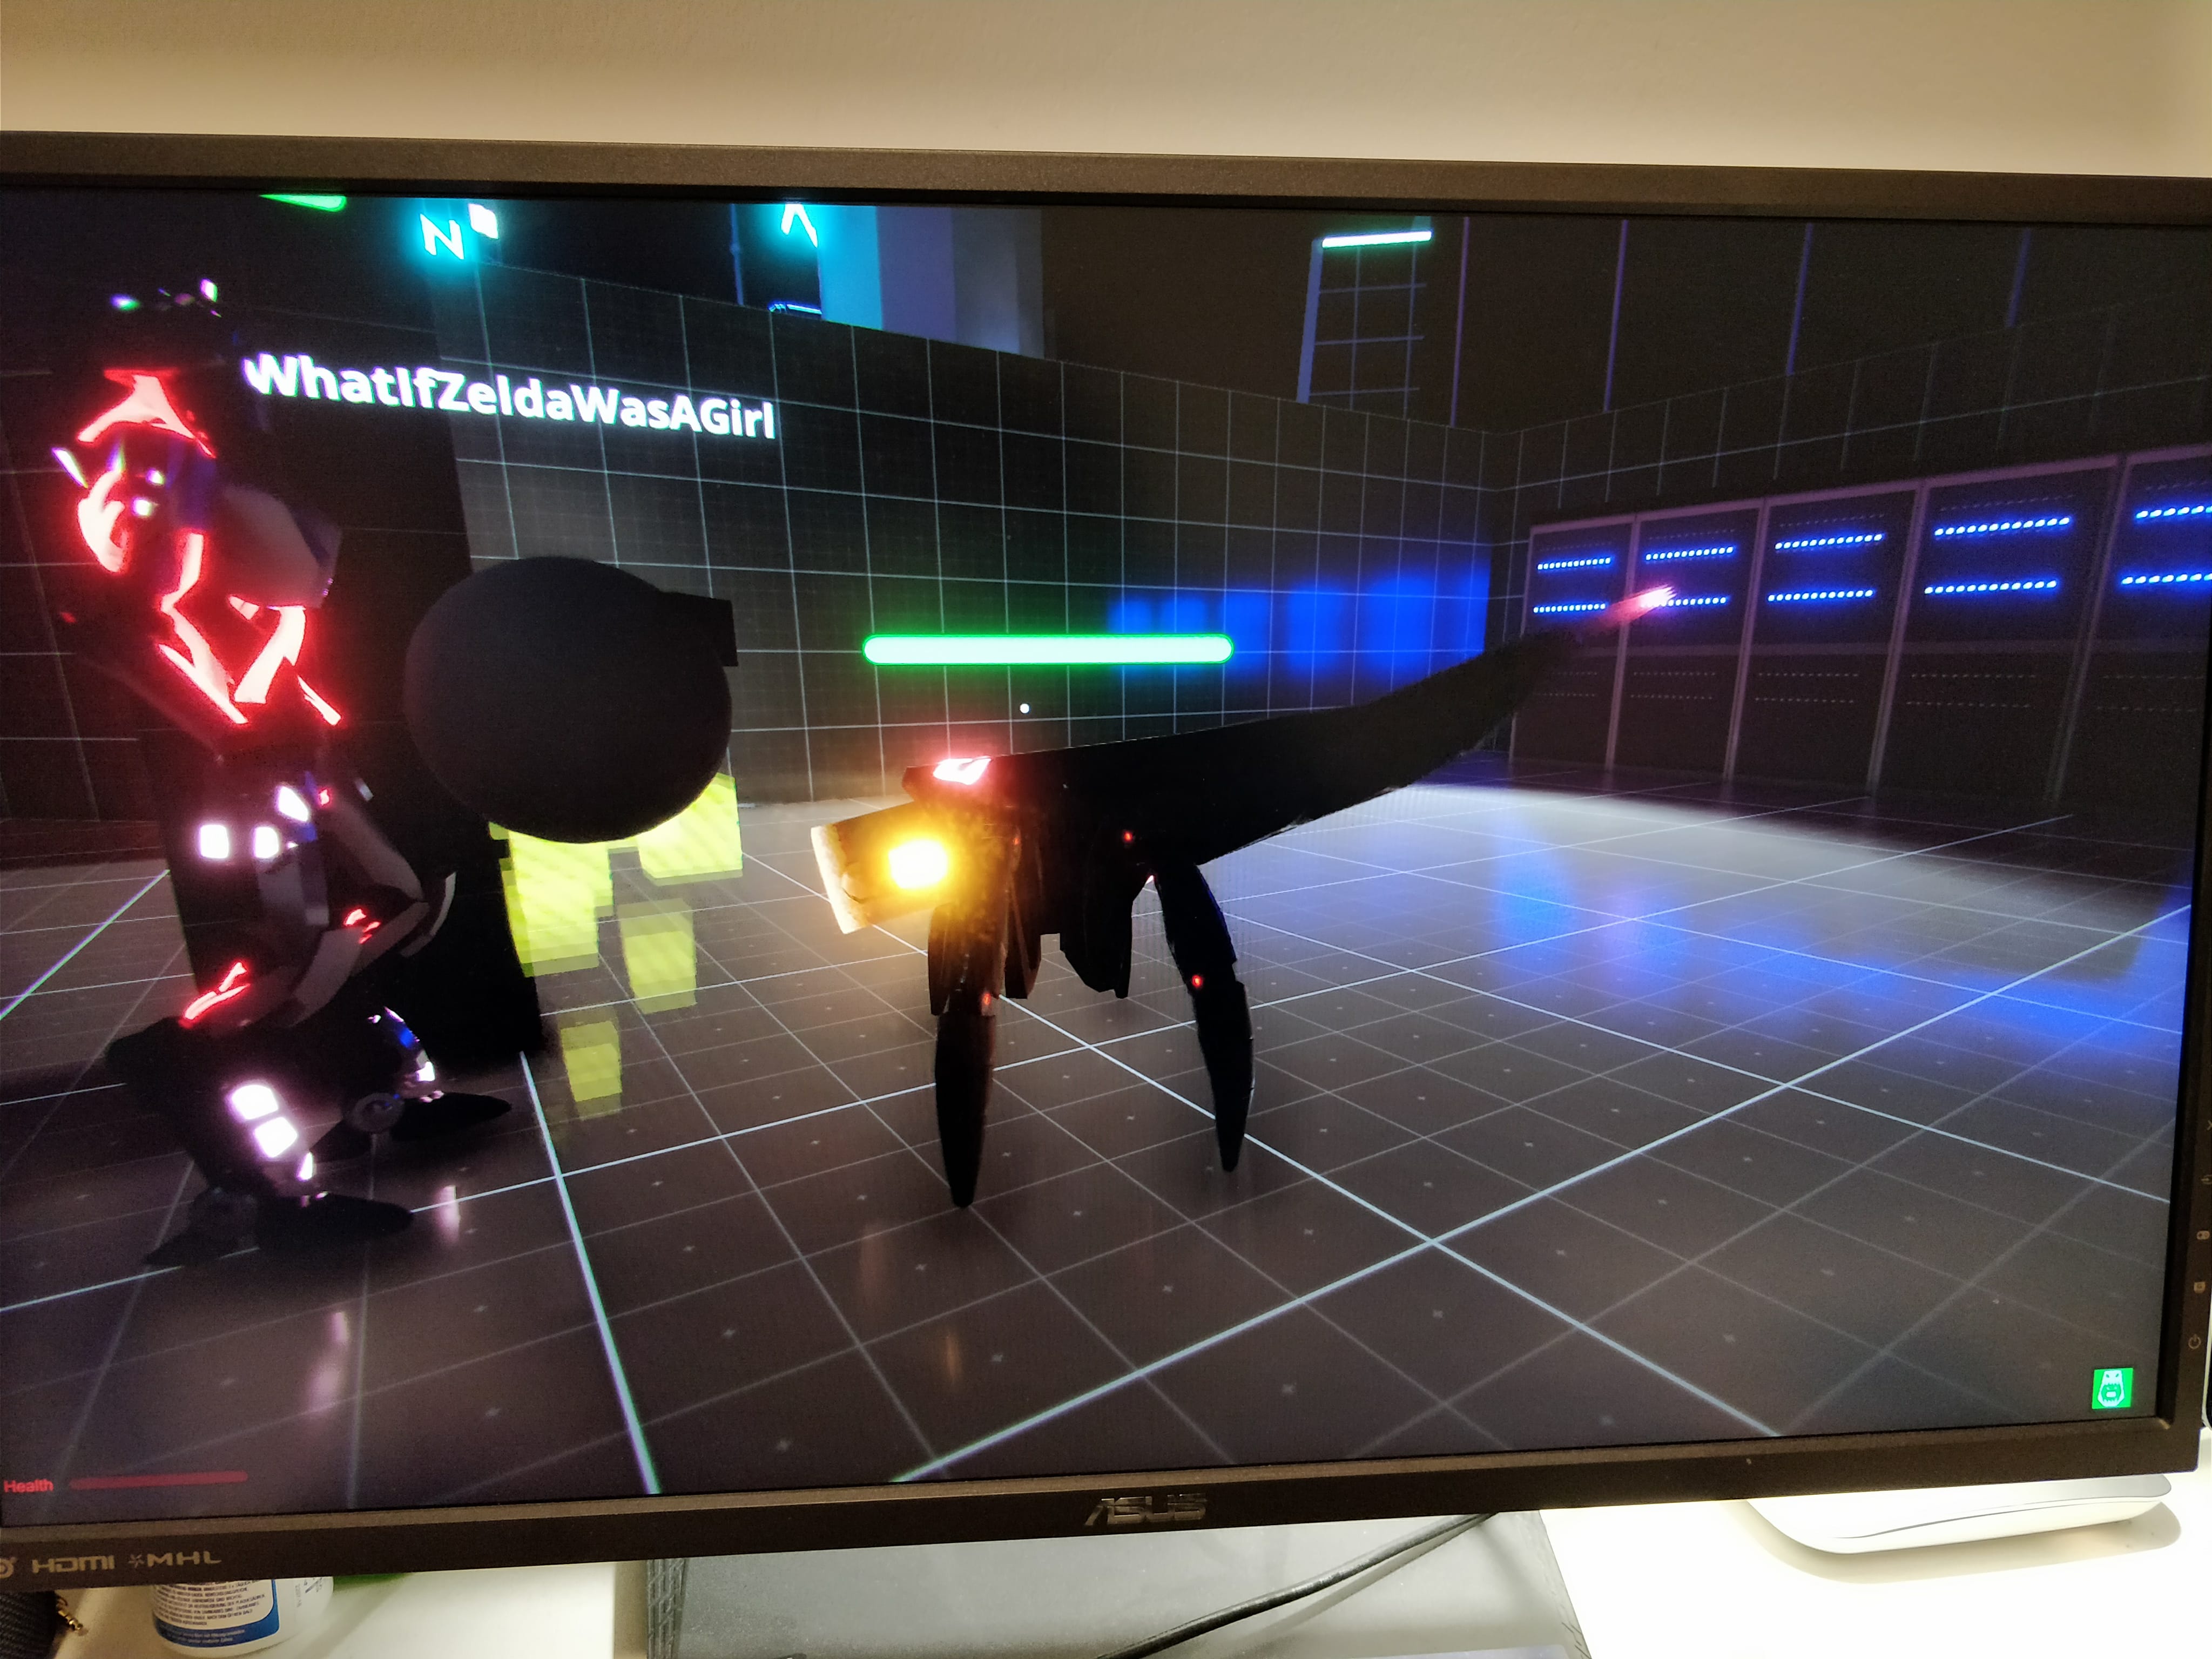 N
WhatIfZeldaWasAGirl
Health
ASUS
HDMI MHL